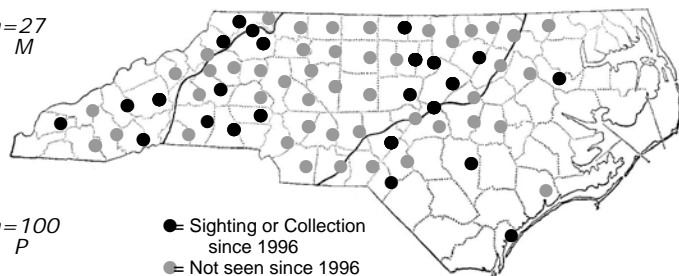 =27
M
=100
P
= Sighting or Collection
since 1996
= Not seen since 1996